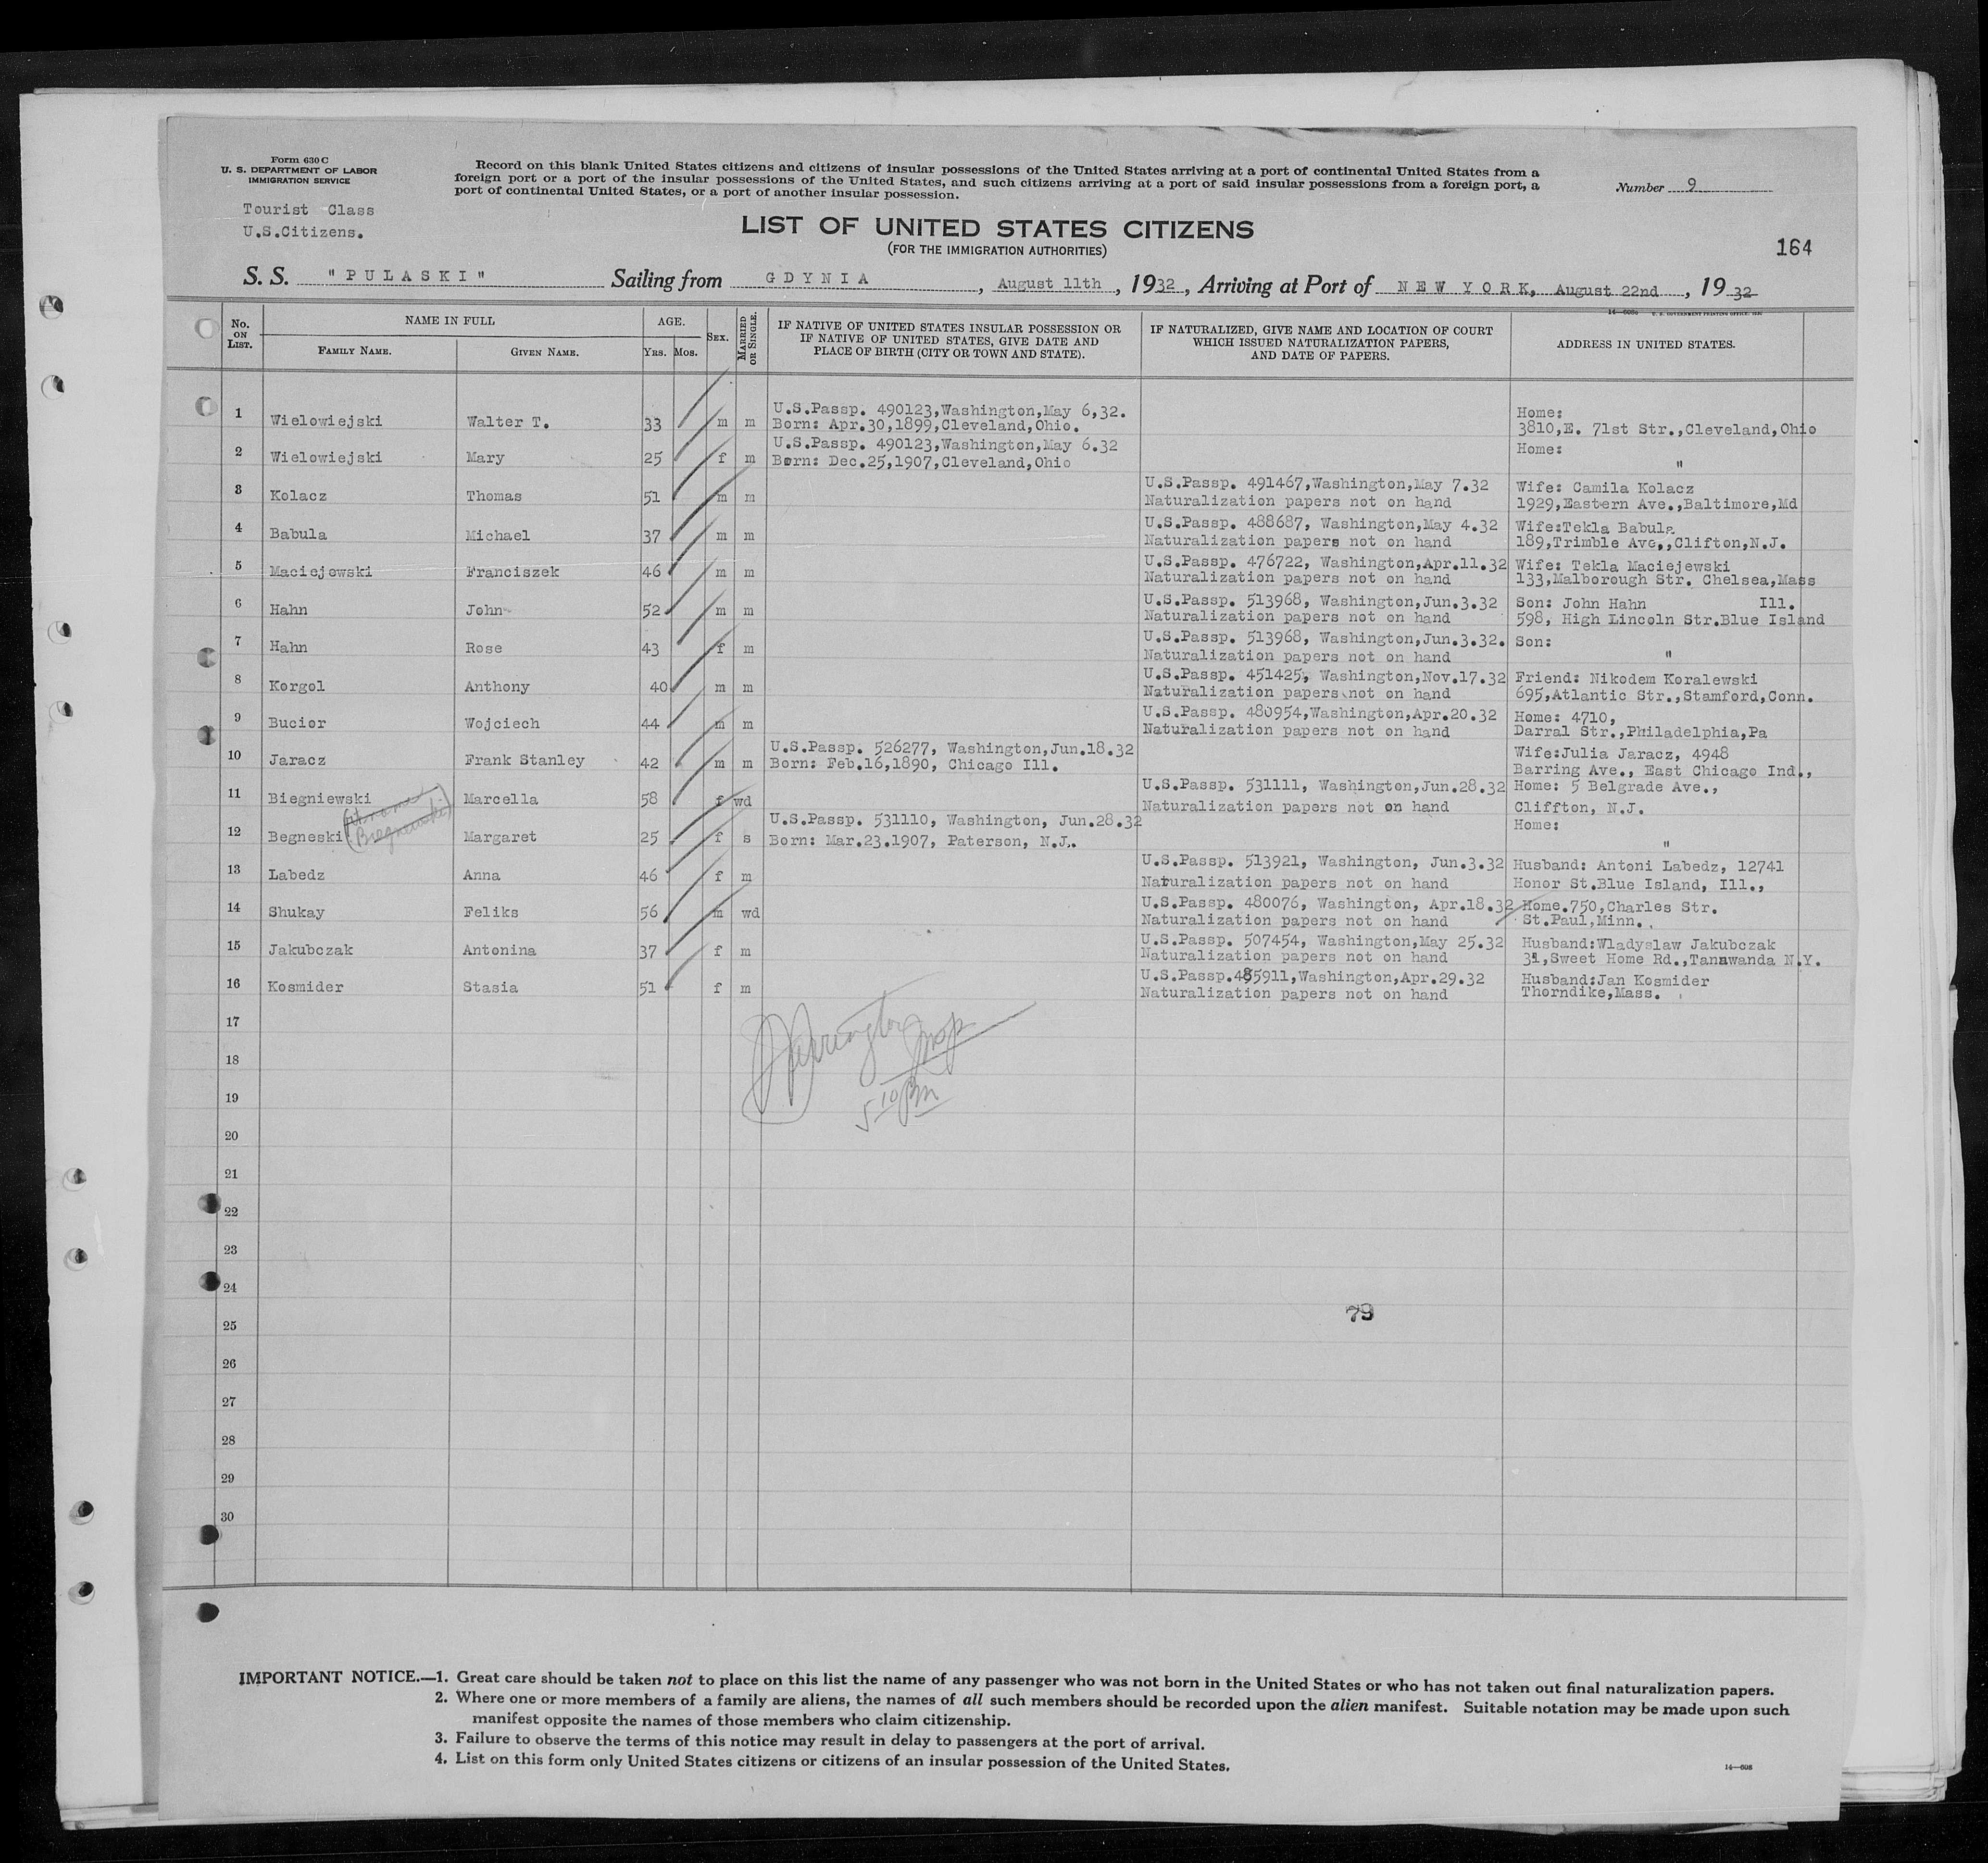 Form 630 C
U. S. DEPARTMENT OF LABOR
IMMIGRATION SERVICE
Tourist Class
U.S.Citizens.
Record on this blank United States citizens and citizens of insular possessions of the United States arriving at a port of continental United States from a
foreign port or a port of the insular possessions of the United States, and such citizens arriving at a port of said insular possessions from a foreign port, a
port of continental United States, or a port of another insular possession.
Number 9
LIST OF UNITED STATES CITIZENS
(FOR THE IMMIGRATION AUTHORITIES)
164
S. S. "PULASKI" Sailing from GDYNIA, August 11th, 1932, Arriving at Port of NEW YORK, August 22nd, 1932
14—608c U. S. GOVERNMENT PRINTING OFFICE: 1930
No. ON LIST. NAME IN FULL FAMILY NAME. GIVEN NAME. AGE. YRS. MOS. SEX. MARRIED OR SINGLE.
IF NATIVE OF UNITED STATES INSULAR POSSESSION OR
IF NATIVE OF UNITED STATES, GIVE DATE AND
PLACE OF BIRTH (CITY OR TOWN AND STATE).
IF NATURALIZED, GIVE NAME AND LOCATION OF COURT
WHICH ISSUED NATURALIZATION PAPERS,
AND DATE OF PAPERS.
ADDRESS IN UNITED STATES.
1 Wielowiejski Walter T. 33 m m U.S.Passp. 490123,Washington,May 6,32. Home:
Born: Apr.30,1899,Cleveland,Ohio. 3810,E. 71st Str.,Cleveland,Ohio
2 Wielowiejski Mary 25 f m U.S.Passp. 490123,Washington,May 6.32 Home:
Born: Dec.25,1907,Cleveland,Ohio "
3 Kolacz Thomas 51 m m U.S.Passp. 491467,Washington,May 7.32 Wife: Camila Kolacz
Naturalization papers not on hand 1929,Eastern Ave.,Baltimore,Md
4 Babula Michael 37 m m U.S.Passp. 488687, Washington,May 4.32 Wife:Tekla Babula
Naturalization papers not on hand 189,Trimble Ave,,Clifton,N.J.
5 Maciejewski Franciszek 46 m m U.S.Passp. 476722, Washington,Apr.11.32 Wife: Tekla Maciejewski
Naturalization papers not on hand 133,Malborough Str. Chelsea,Mass
6 Hahn John 52 m m U.S.Passp. 513968, Washington,Jun.3.32 Son: John Hahn Ill.
Naturalization papers not on hand 598, High Lincoln Str.Blue Island
7 Hahn Rose 43 f m U.S.Passp. 513968, Washington,Jun.3.32. Son:
Naturalization papers not on hand "
8 Korgol Anthony 40 m m U.S.Passp. 451425, Washington,Nov.17.32 Friend: Nikodem Koralewski
Naturalization papers not on hand 695,Atlantic Str.,Stamford,Conn.
9 Bucior Wojciech 44 m m U.S.Passp. 480954,Washington,Apr.20.32 Home: 4710,
Naturalization papers not on hand Darral Str.,Philadelphia,Pa
10 Jaracz Frank Stanley 42 m m U.S.Passp. 526277, Washington,Jun.18.32 Wife:Julia Jaracz, 4948
Born: Feb.16,1890, Chicago Ill. Barring Ave., East Chicago Ind.,
11 Biegniewski Marcella 58 f wd U.S.Passp. 531111, Washington,Jun.28.32 Home: 5 Belgrade Ave.,
Naturalization papers not on hand Cliffton, N.J.
12 Begneski Margaret 25 f s U.S.Passp. 531110, Washington, Jun.28.32 Home:
Born: Mar.23.1907, Paterson, N.J. "
13 Labedz Anna 46 f m U.S.Passp. 513921, Washington, Jun.3.32 Husband: Antoni Labedz, 12741
Naturalization papers not on hand Honor St.Blue Island, Ill.,
14 Shukay Feliks 56 m wd U.S.Passp. 480076, Washington, Apr.18.32 Home.750,Charles Str.
Naturalization papers not on hand St.Paul,Minn.
15 Jakubczak Antonina 37 f m U.S.Passp. 507454, Washington,May 25.32 Husband:Wladyslaw Jakubczak
Naturalization papers not on hand 31,Sweet Home Rd.,Tanawanda N.Y.
16 Kosmider Stasia 51 f m U.S.Passp.485911,Washington,Apr.29.32 Husband:Jan Kosmider
Naturalization papers not on hand Thorndike,Mass.
17
18
19
5 10 pm
20
21
22
23
24
79
25
26
27
28
29
30
IMPORTANT NOTICE.—1. Great care should be taken not to place on this list the name of any passenger who was not born in the United States or who has not taken out final naturalization papers.
2. Where one or more members of a family are aliens, the names of all such members should be recorded upon the alien manifest. Suitable notation may be made upon such
manifest opposite the names of those members who claim citizenship.
3. Failure to observe the terms of this notice may result in delay to passengers at the port of arrival.
4. List on this form only United States citizens or citizens of an insular possession of the United States.
14—608